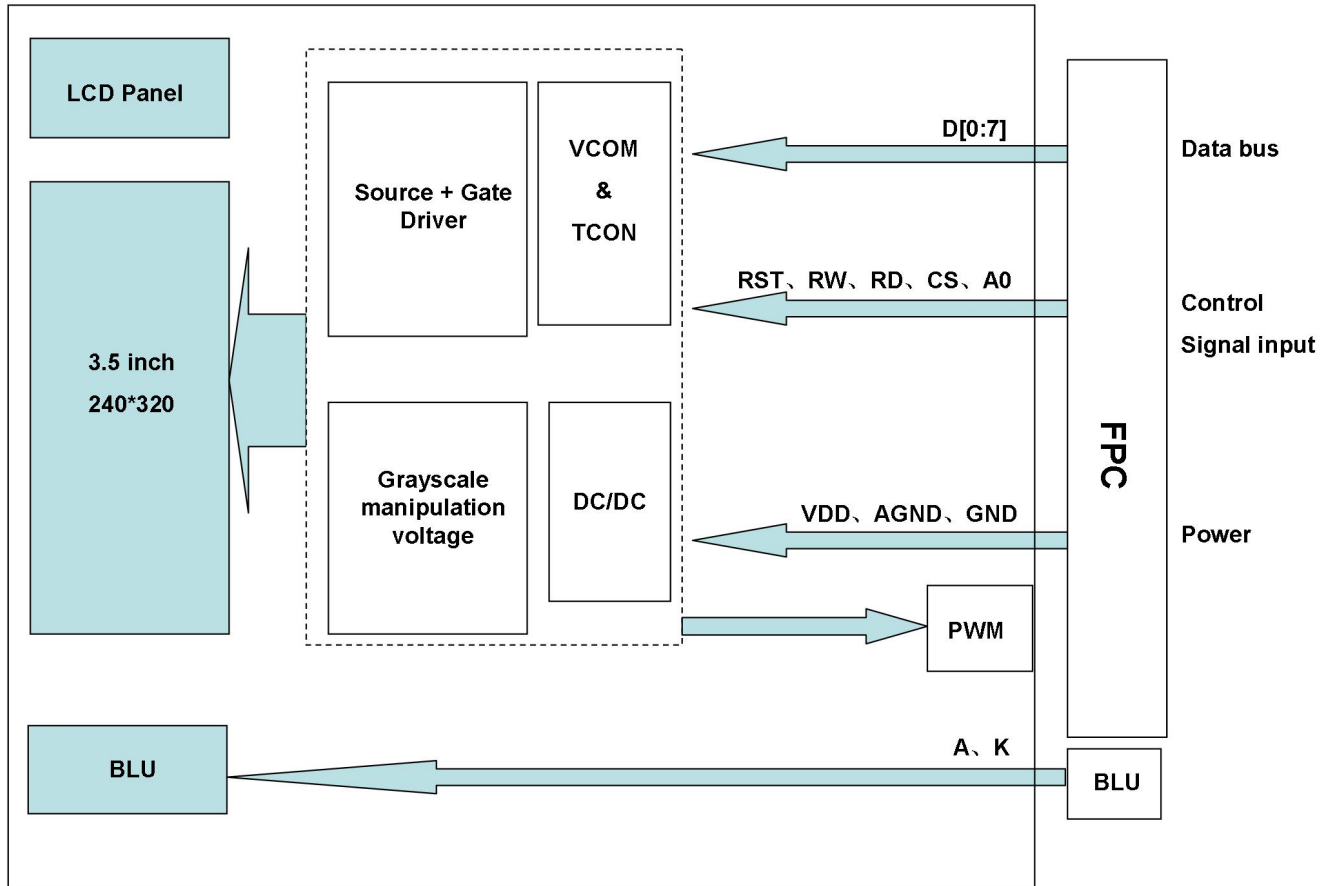 LCD Panel
3.5 inch
240*320
BLU
Source + Gate
Driver
VCOM
&
TCON
Grayscale
manipulation
voltage
DC/DC
D[0:7]
RST、RW、RD、CS、A0
VDD、AGND、GND
PWM
A、K
FPC
BLU
Data bus
Control
Signal input
Power